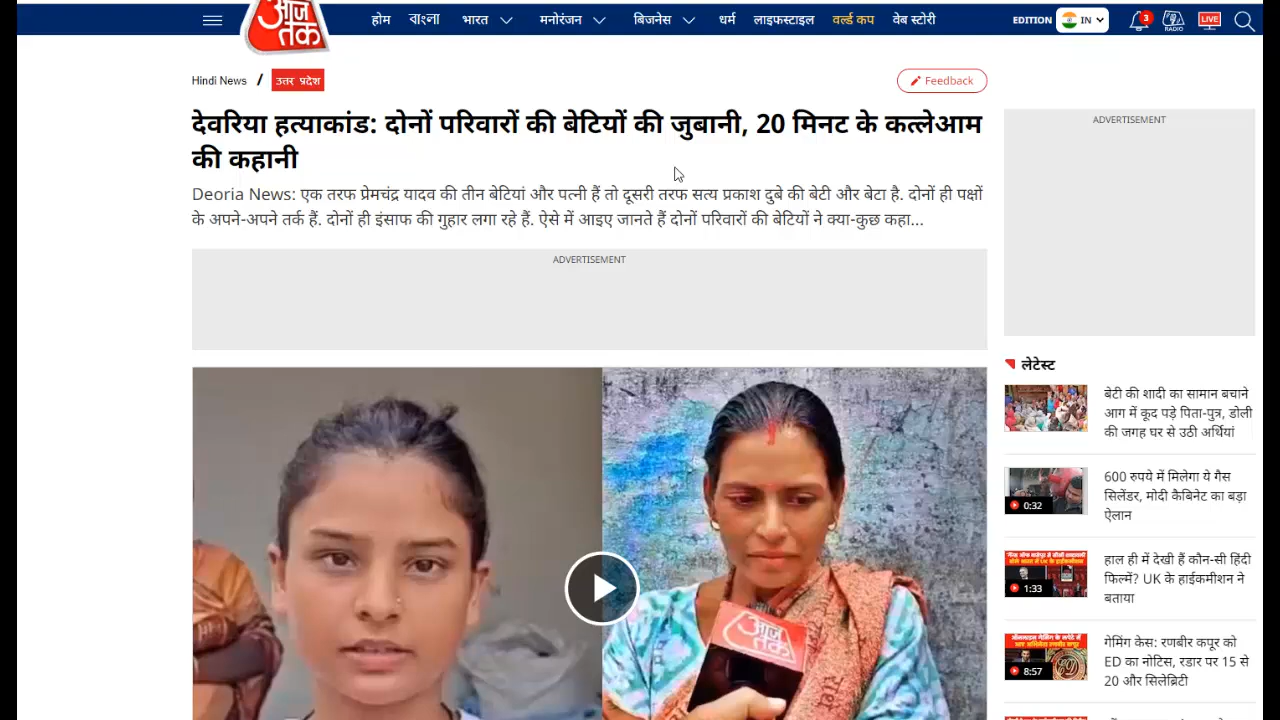 आज
तक
होम বাংলা भारत मनोरंजन बिजनेस धर्म लाइफस्टाइल वर्ल्ड कप वेब स्टोरी
EDITION IN 3 RADIO LIVE
Hindi News / उत्तर प्रदेश
Feedback
देवरिया हत्याकांड: दोनों परिवारों की बेटियों की जुबानी, 20 मिनट के कत्लेआम
की कहानी
Deoria News: एक तरफ प्रेमचंद्र यादव की तीन बेटियां और पत्नी हैं तो दूसरी तरफ सत्य प्रकाश दुबे की बेटी और बेटा है. दोनों ही पक्षों
के अपने-अपने तर्क हैं. दोनों ही इंसाफ की गुहार लगा रहे हैं. ऐसे में आइए जानते हैं दोनों परिवारों की बेटियों ने क्या-कुछ कहा...
ADVERTISEMENT
आज
तक
ADVERTISEMENT
लेटेस्ट
बेटी की शादी का सामान बचाने
आग में कूद पड़े पिता-पुत्र, डोली
की जगह घर से उठी अर्थियां
600 रुपये में मिलेगा ये गैस
सिलेंडर, मोदी कैबिनेट का बड़ा
ऐलान
0:32
हाल ही में देखी हैं कौन-सी हिंदी
फिल्में? UK के हाईकमीशन ने
बताया
1:33
गेमिंग केस: रणबीर कपूर को
ED का नोटिस, रडार पर 15 से
20 और सिलेब्रिटी
8:57